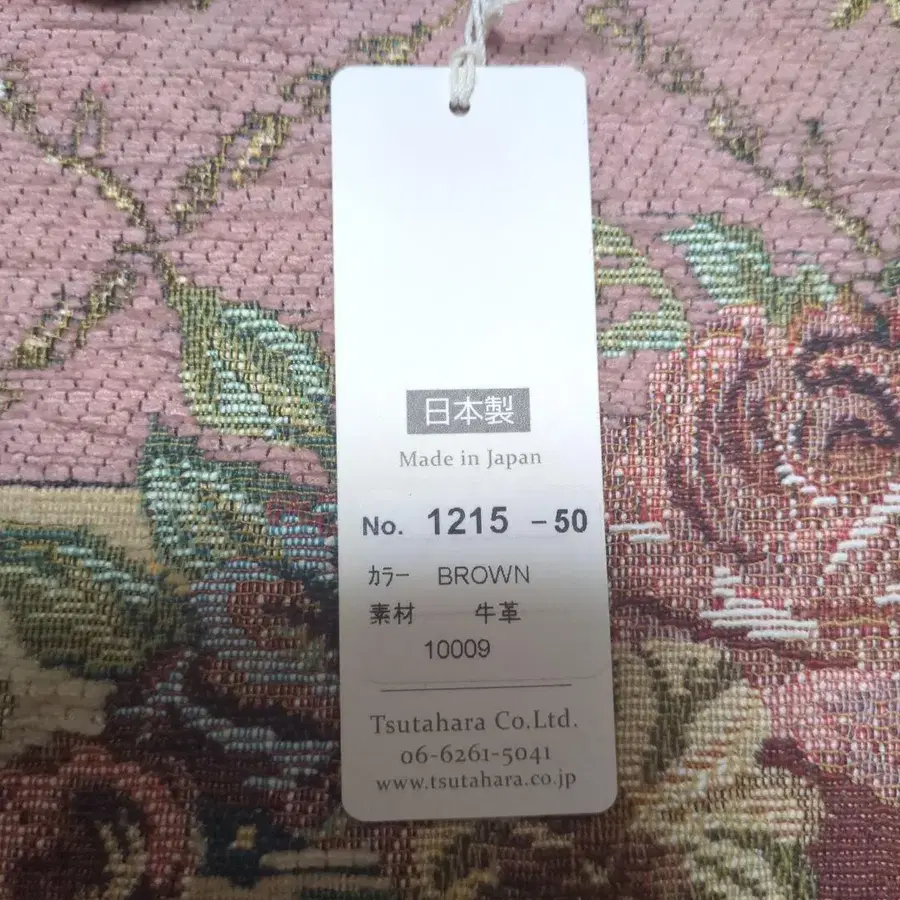 日本製
Made in Japan
No. 1215 -50
ｶﾗｰ BROWN
素材 牛革
10009
Tsutahara Co.Ltd.
06-6261-5041
www.tsutahara.co.jp